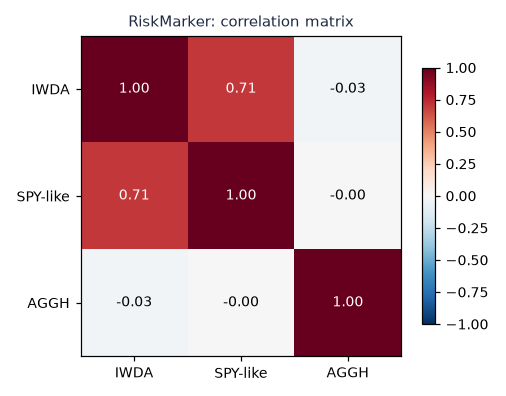 RiskMarker: correlation matrix
IWDA 1.00 0.71 -0.03
SPY-like 0.71 1.00 -0.00
AGGH -0.03 -0.00 1.00
IWDA SPY-like AGGH
1.00
0.75
0.50
0.25
0.00
−0.25
−0.50
−0.75
−1.00